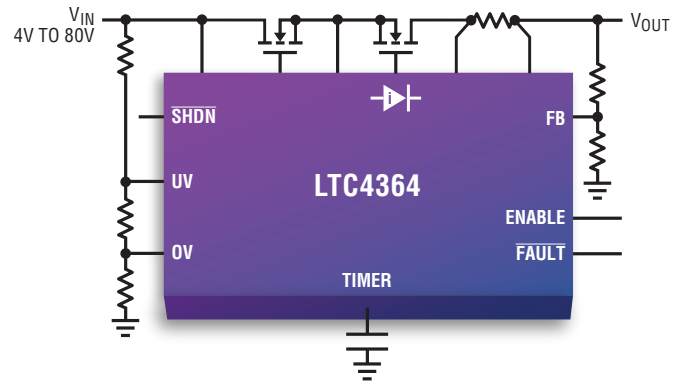 VIN
4V TO 80V
VOUT
SHDN
FB
UV
LTC4364
ENABLE
OV
FAULT
TIMER
i